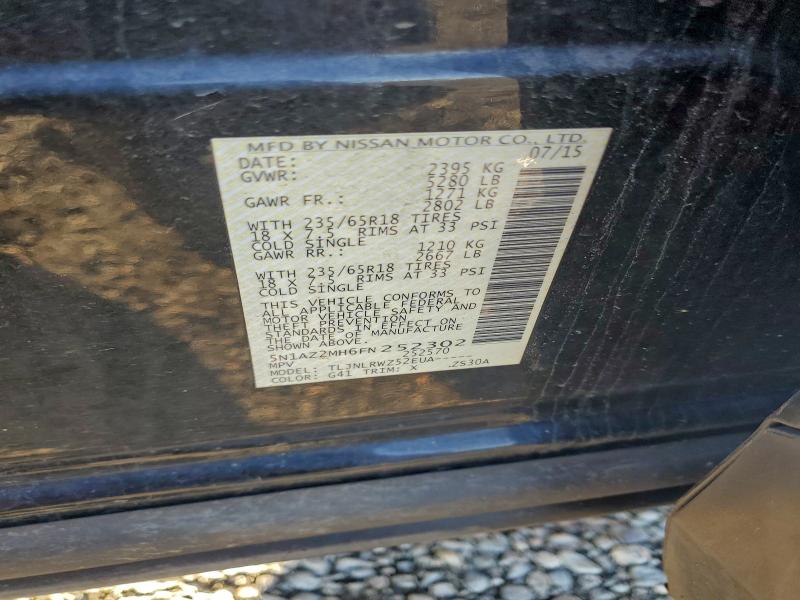 MFD BY NISSAN MOTOR CO., LTD.
DATE: 07/15
GVWR: 2395 KG
5280 LB
GAWR FR.: 1271 KG
2802 LB
WITH 235/65R18 TIRES
18 X 7.5 RIMS AT 33 PSI
COLD SINGLE
GAWR RR.: 1210 KG
2667 LB
WITH 235/65R18 TIRES
18 X 7.5 RIMS AT 33 PSI
COLD SINGLE
THIS VEHICLE CONFORMS TO
ALL APPLICABLE FEDERAL
MOTOR VEHICLE SAFETY AND
THEFT PREVENTION
STANDARDS IN EFFECT ON
THE DATE OF MANUFACTURE
SHOWN ABOVE.
5N1AZ2MH6FN252302
MPV 252570
MODEL: TLJNLRWZ52EUA-----
COLOR: G41 TRIM: X .ZS30A